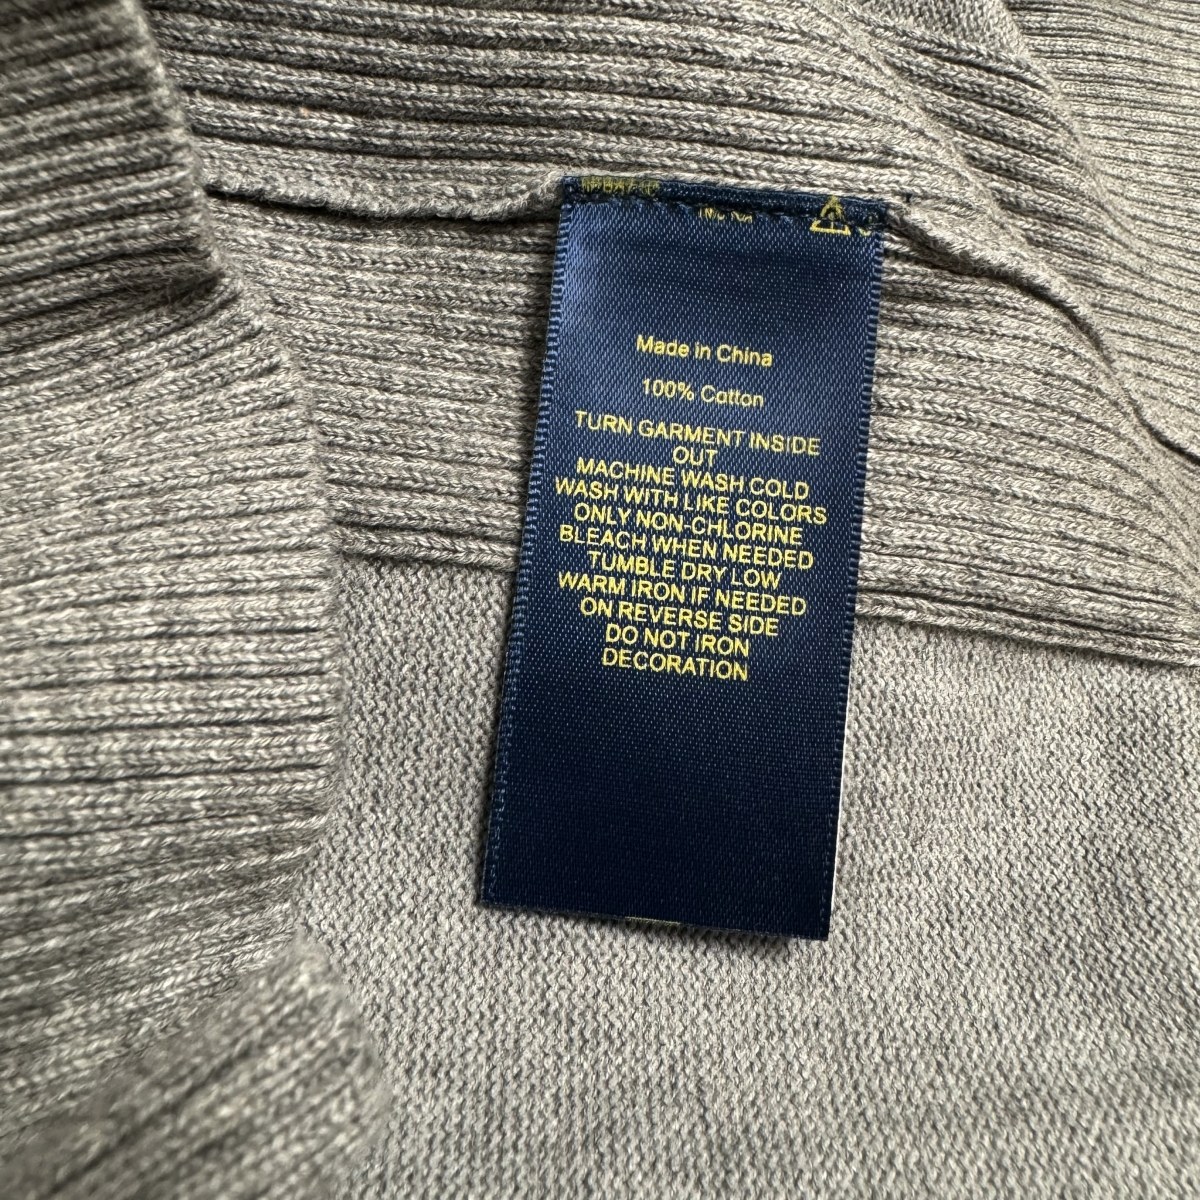 Made in China
100% Cotton
TURN GARMENT INSIDE
OUT
MACHINE WASH COLD
WASH WITH LIKE COLORS
ONLY NON-CHLORINE
BLEACH WHEN NEEDED
TUMBLE DRY LOW
WARM IRON IF NEEDED
ON REVERSE SIDE
DO NOT IRON
DECORATION